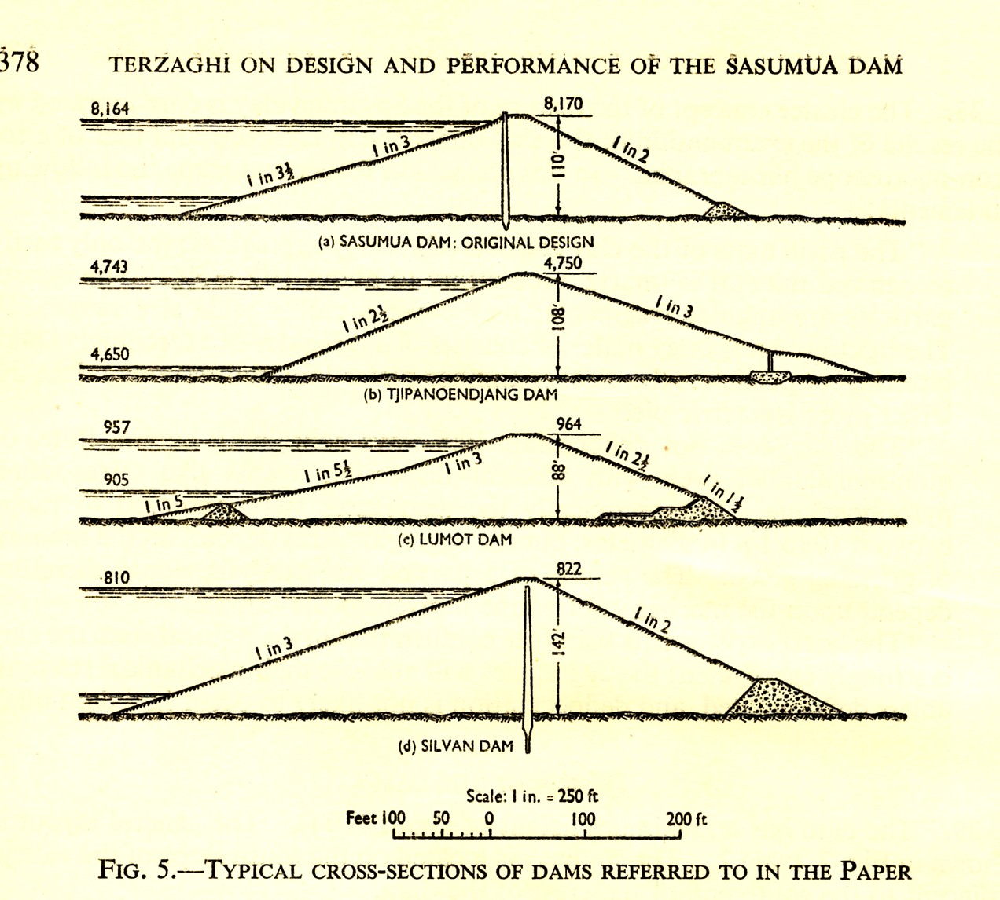 378 TERZAGHI ON DESIGN AND PERFORMANCE OF THE SASUMUA DAM
8,164
8,170
1 in 3½
1 in 3
110'
1 in 2
(a) SASUMUA DAM: ORIGINAL DESIGN
4,743
4,750
1 in 2½
108'
1 in 3
4,650
(b) TJIPANOENDJANG DAM
957
964
905
1 in 5
1 in 5½
1 in 3
88'
1 in 2½
(c) LUMOT DAM
810
822
1 in 3
142'
1 in 2
(d) SILVAN DAM
Scale: 1 in. = 250 ft
Feet 100 50 0 100 200 ft
FIG. 5.—TYPICAL CROSS-SECTIONS OF DAMS REFERRED TO IN THE PAPER